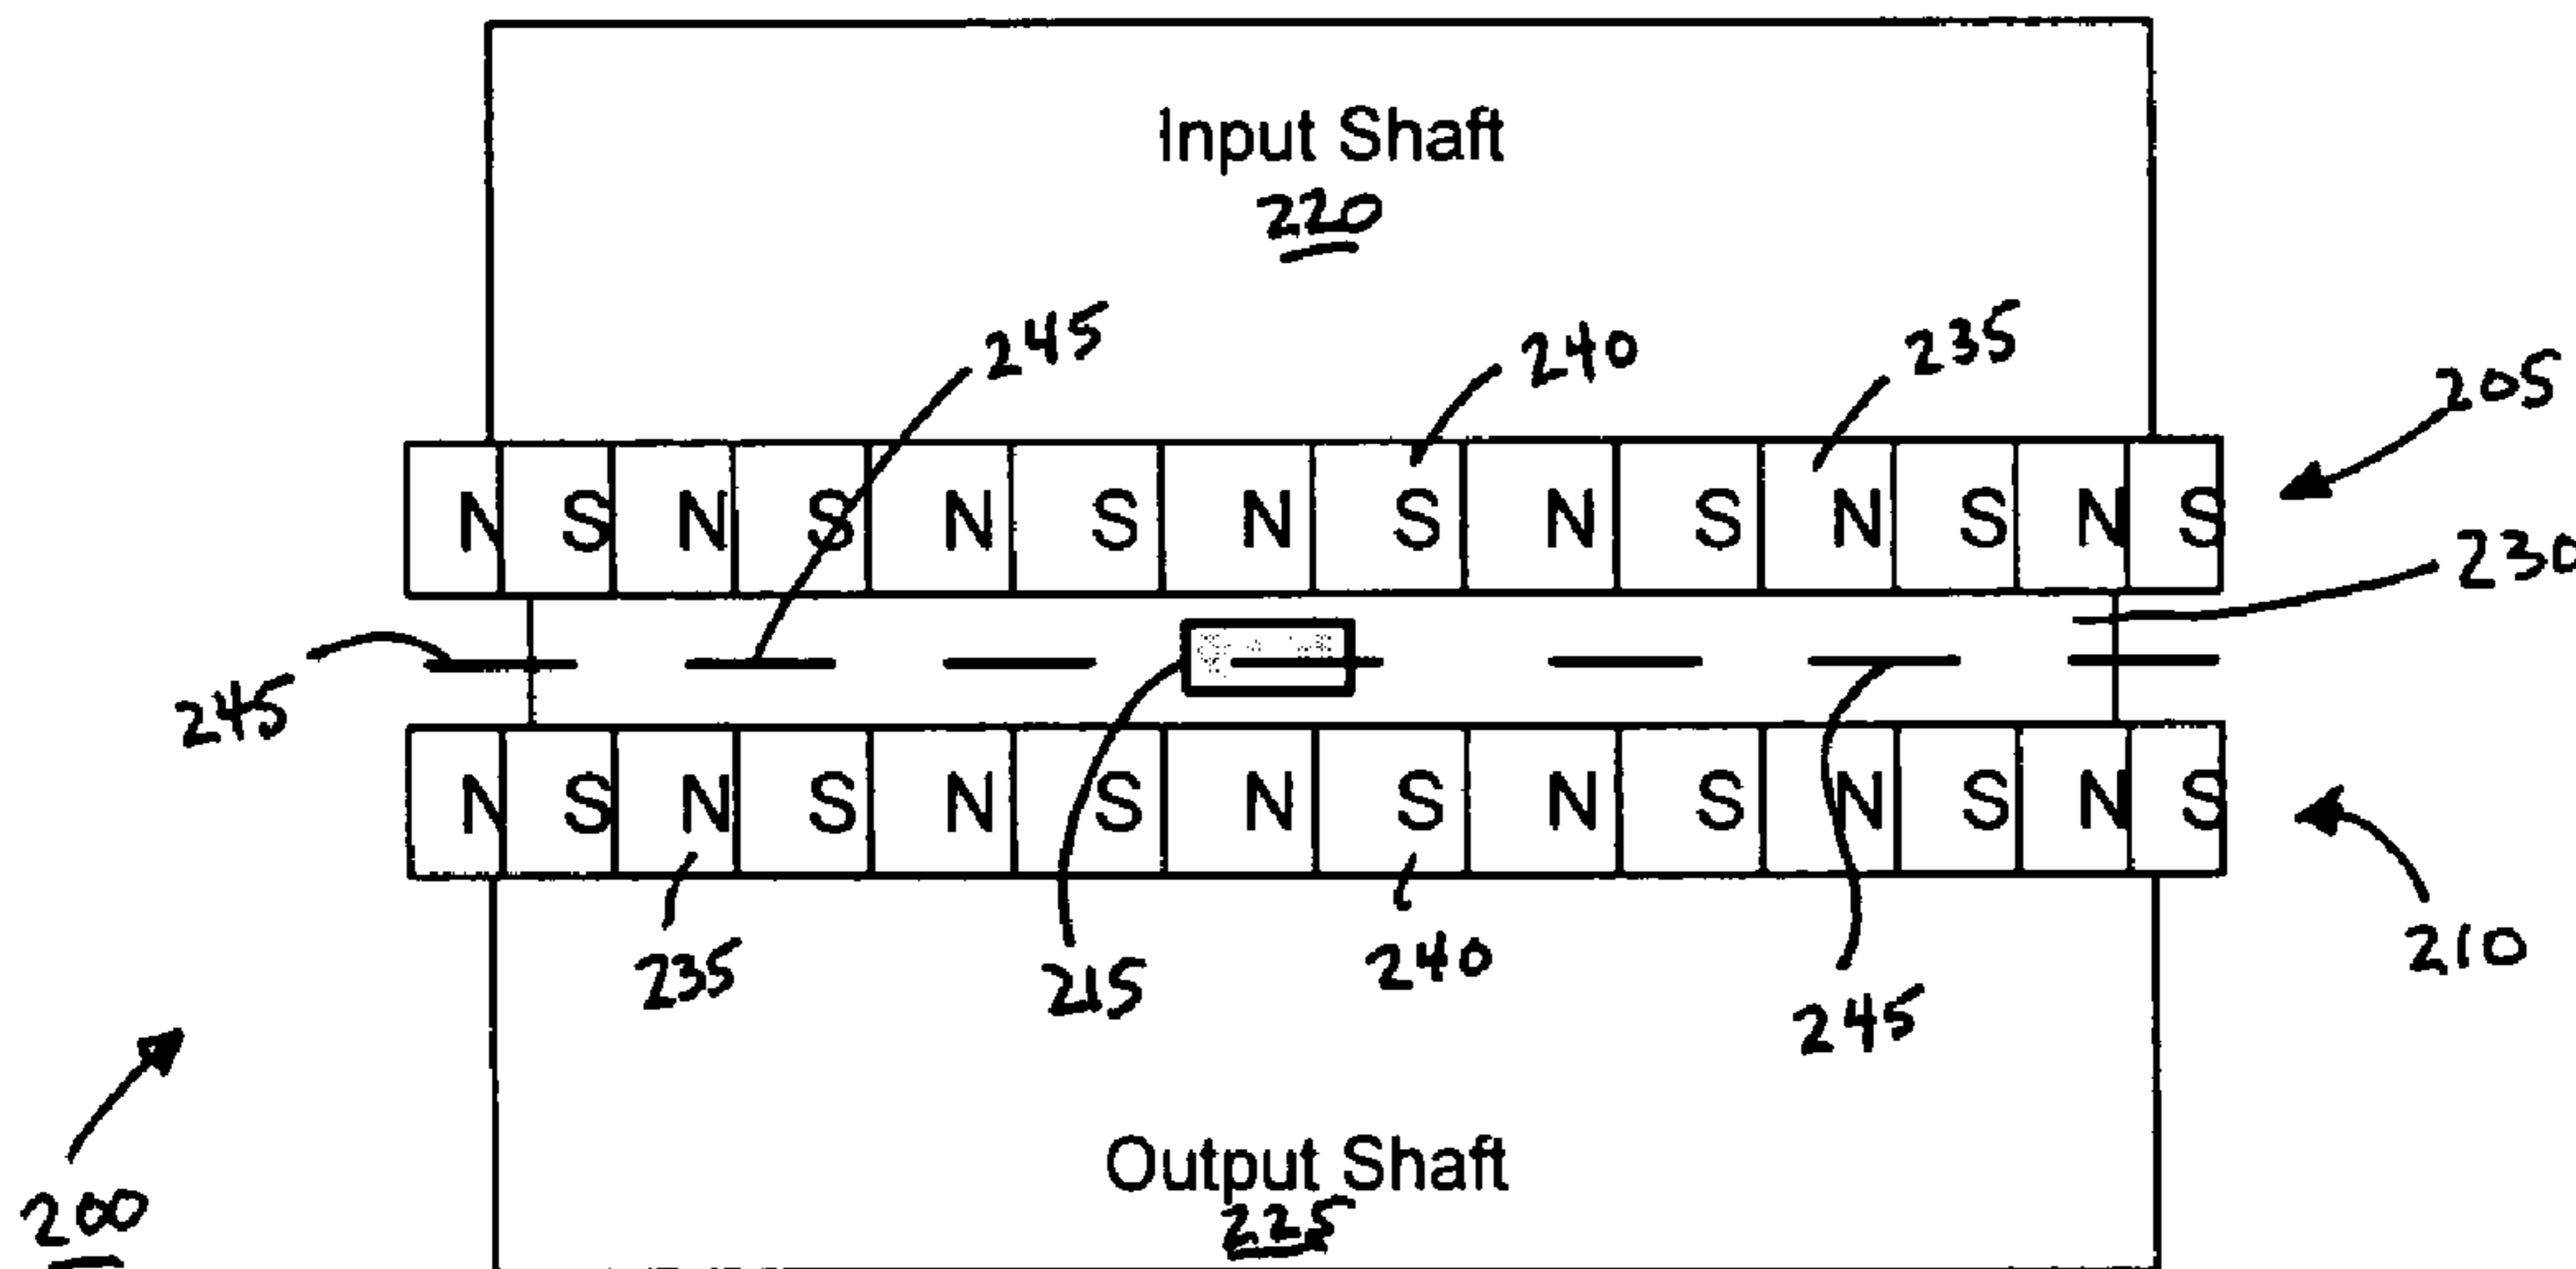 Input Shaft
220
245 240 235
205
N S N S N S N S N S N S N S
230
245
N S N S N S N S N S N S N S
235 215 240 245 210
Output Shaft
225
200